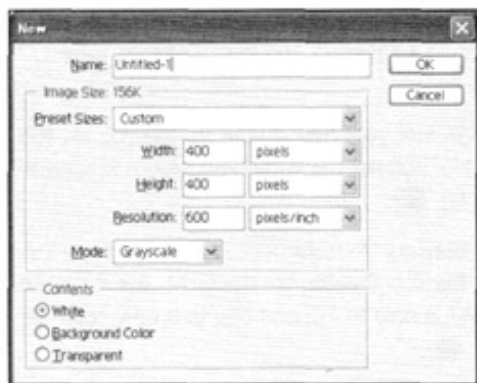 New
Name: Untitled-1
OK
Image Size: 156K
Cancel
Preset Sizes: Custom
Width: 400 pixels
Height: 400 pixels
Resolution: 600 pixels/inch
Mode: Grayscale
Contents
White
Background Color
Transparent